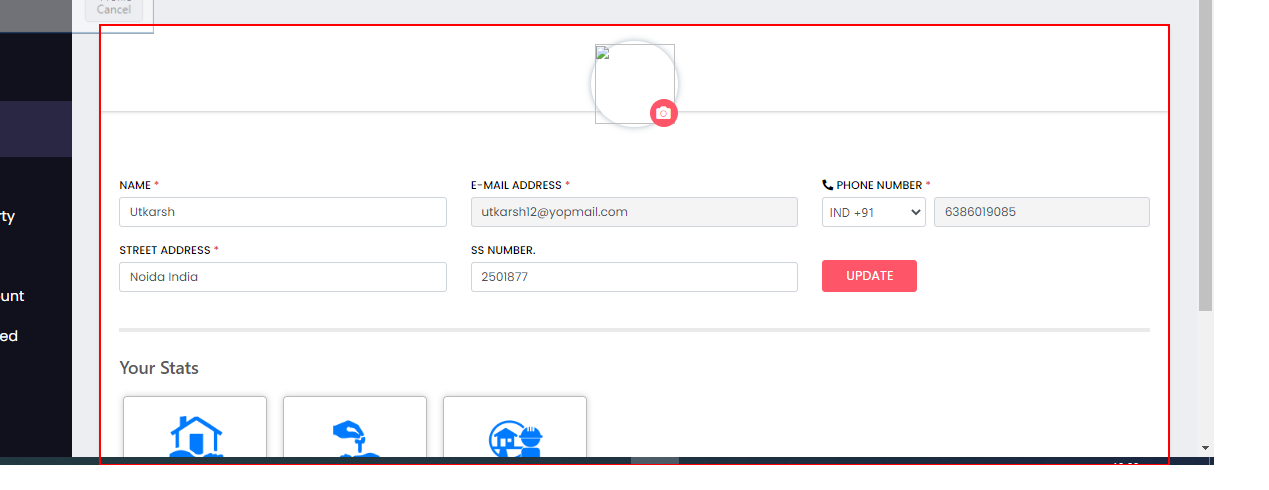 Cancel
NAME *
E-MAIL ADDRESS *
PHONE NUMBER *
Utkarsh
utkarsh12@yopmail.com
IND +91
6386019085
rty
STREET ADDRESS *
SS NUMBER.
Noida India
2501877
UPDATE
unt
ed
Your Stats